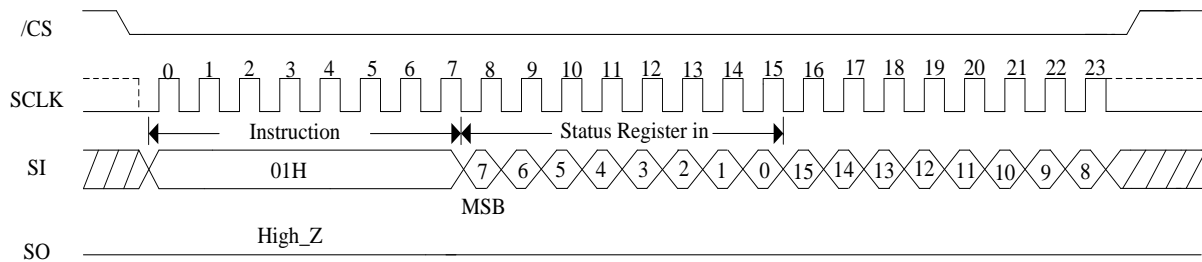 /CS
0 1 2 3 4 5 6 7 8 9 10 11 12 13 14 15 16 17 18 19 20 21 22 23
SCLK
Instruction Status Register in
SI 01H 7 6 5 4 3 2 1 0 15 14 13 12 11 10 9 8
MSB
High_Z
SO